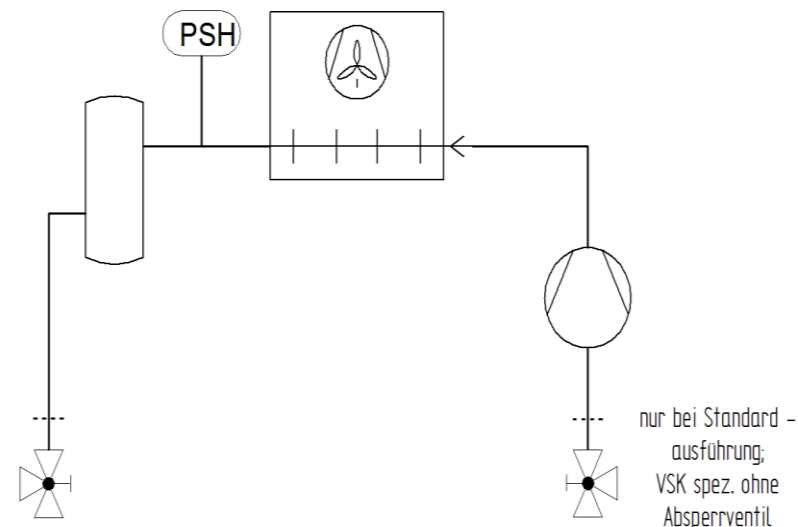 PSH
nur bei Standard -
ausführung;
VSK spez. ohne
Absperrventil